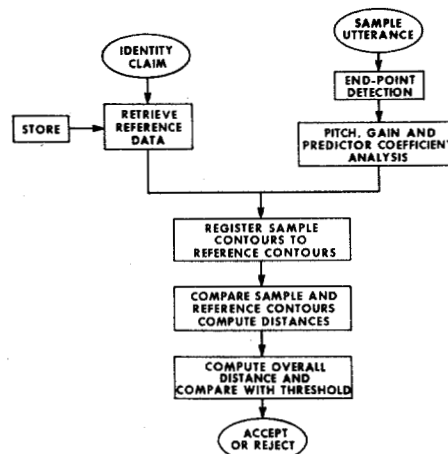 SAMPLE
UTTERANCE
IDENTITY
CLAIM
END-POINT
DETECTION
STORE
RETRIEVE
REFERENCE
DATA
PITCH, GAIN AND
PREDICTOR COEFFICIENT
ANALYSIS
REGISTER SAMPLE
CONTOURS TO
REFERENCE CONTOURS
COMPARE SAMPLE AND
REFERENCE CONTOURS
COMPUTE DISTANCES
COMPUTE OVERALL
DISTANCE AND
COMPARE WITH THRESHOLD
ACCEPT
OR REJECT